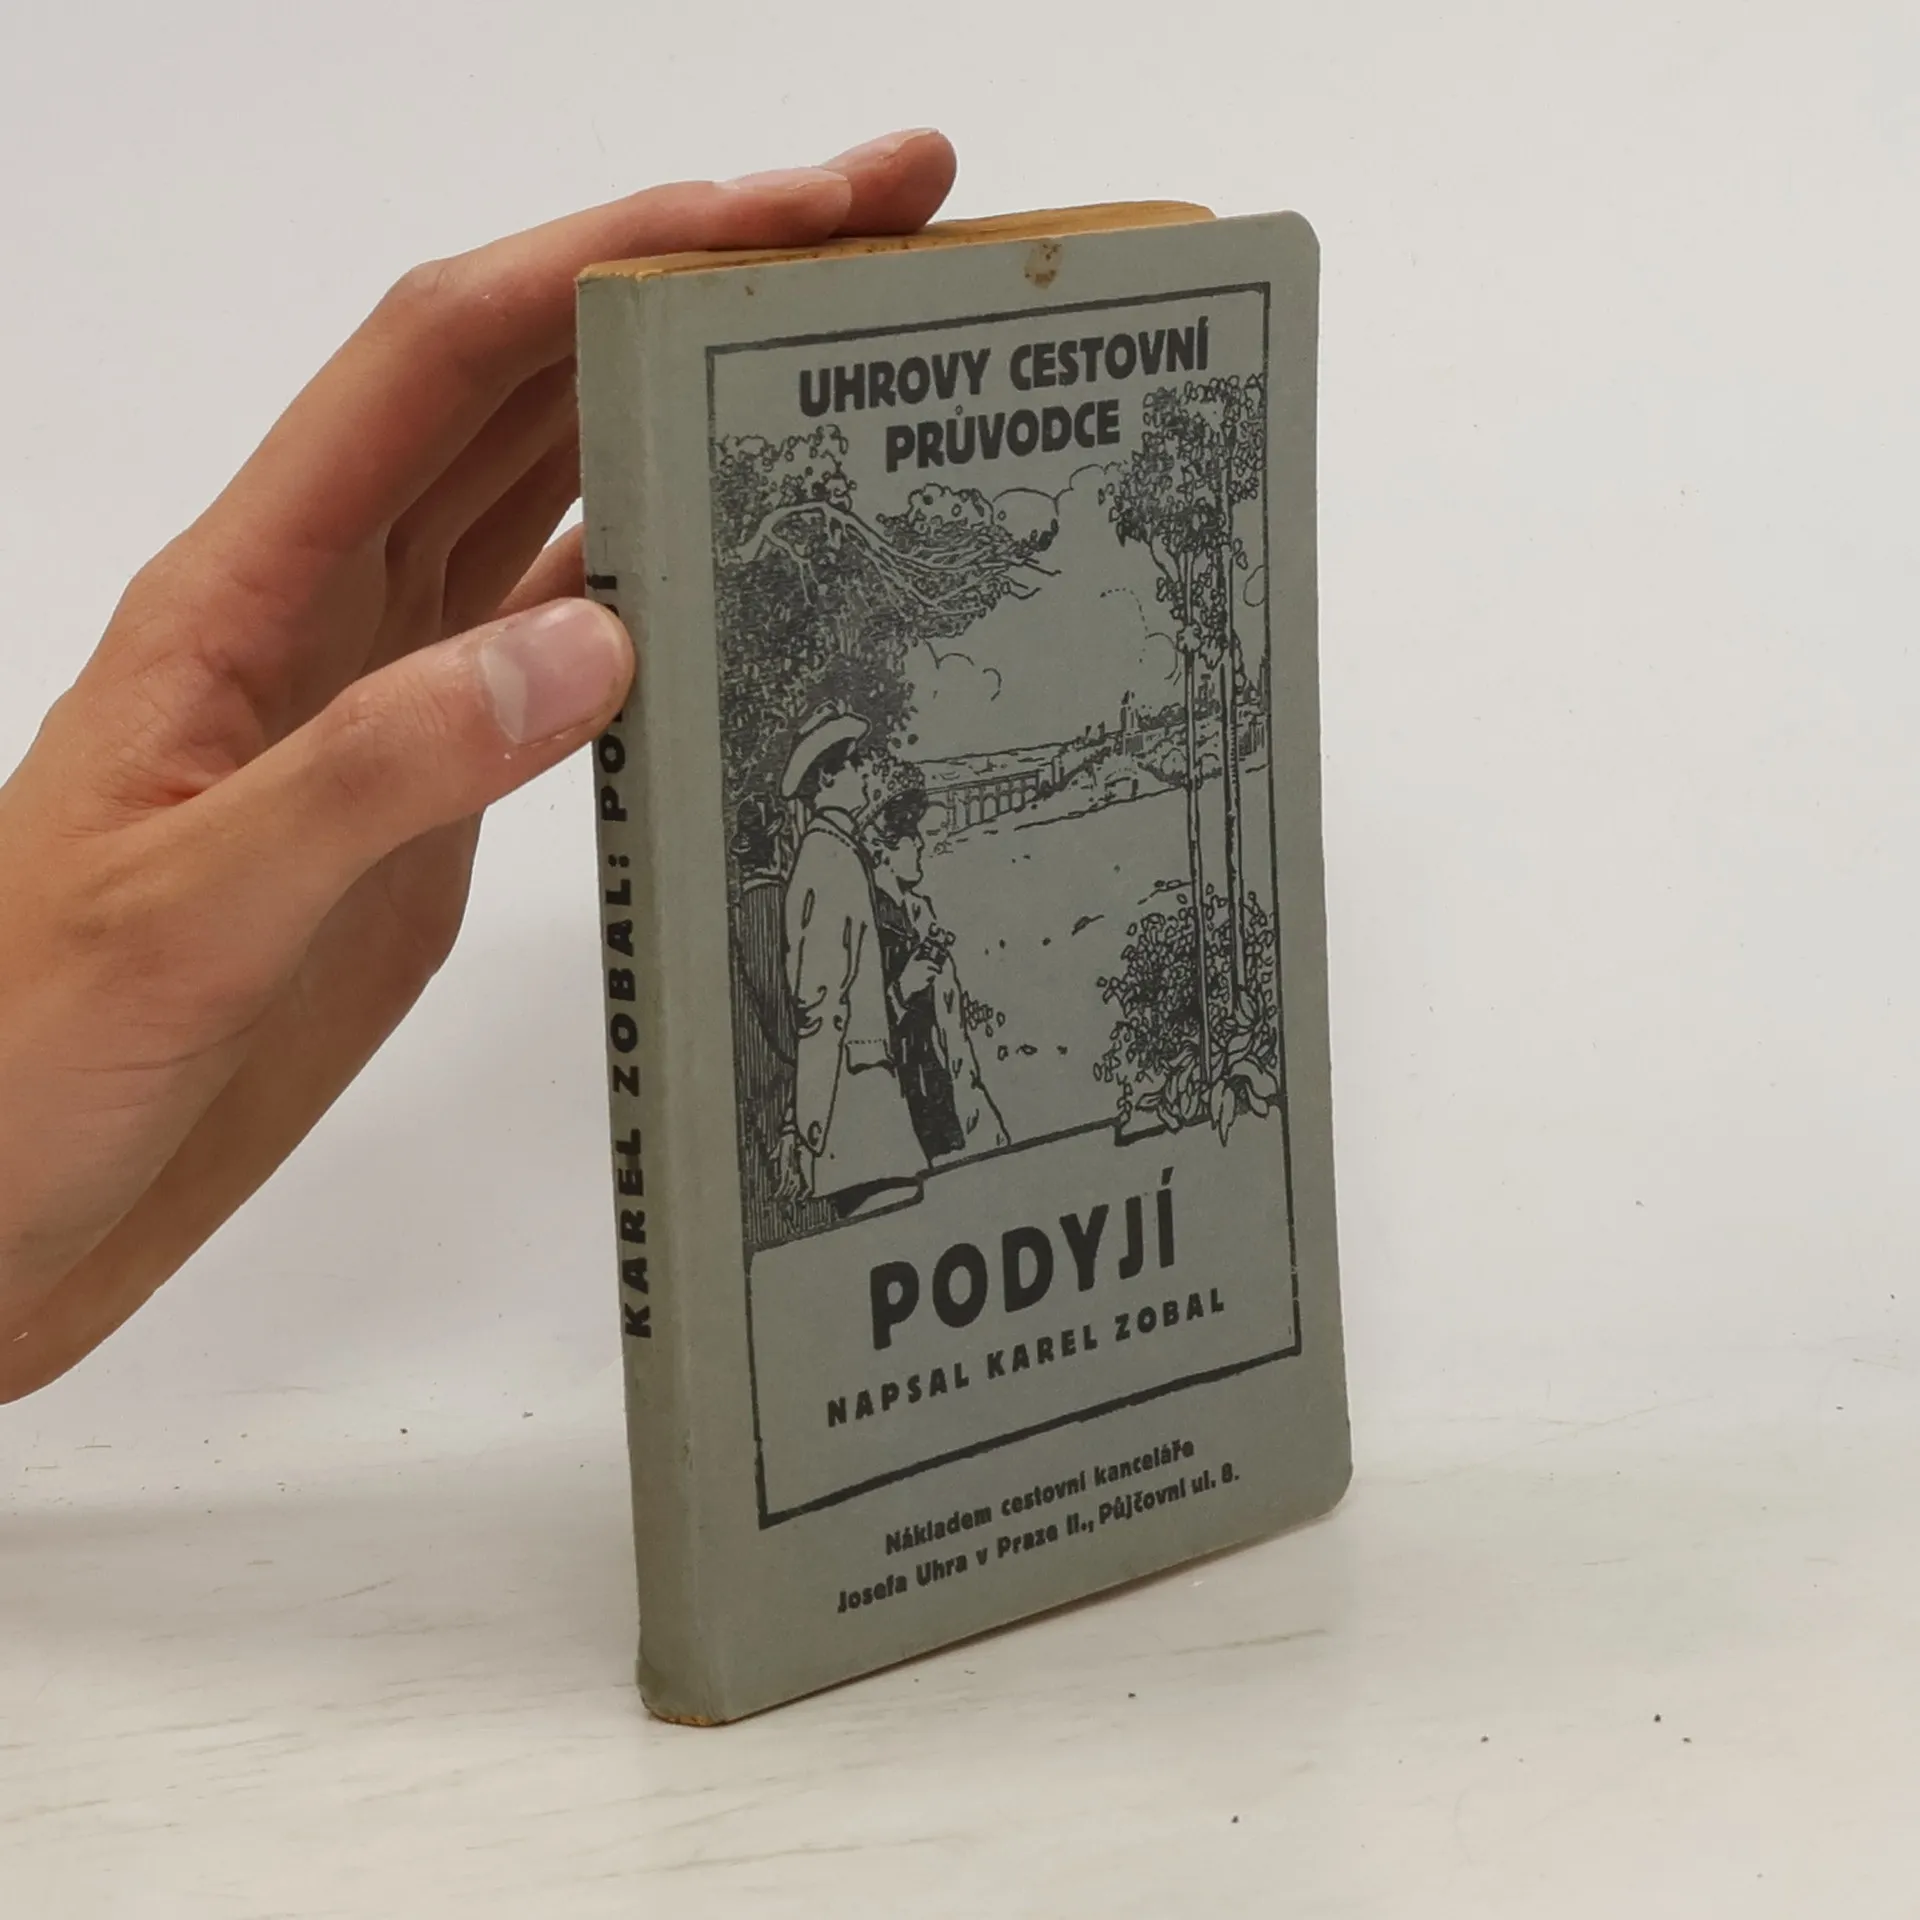 UHROVY CESTOVNÍ
PRŮVODCE
PODYJÍ
NAPSAL KAREL ZOBAL
Nákladem cestovní kanceláře
Josefa Uhra v Praze II., Půjčovní ul. 8.
KAREL ZOBAL: